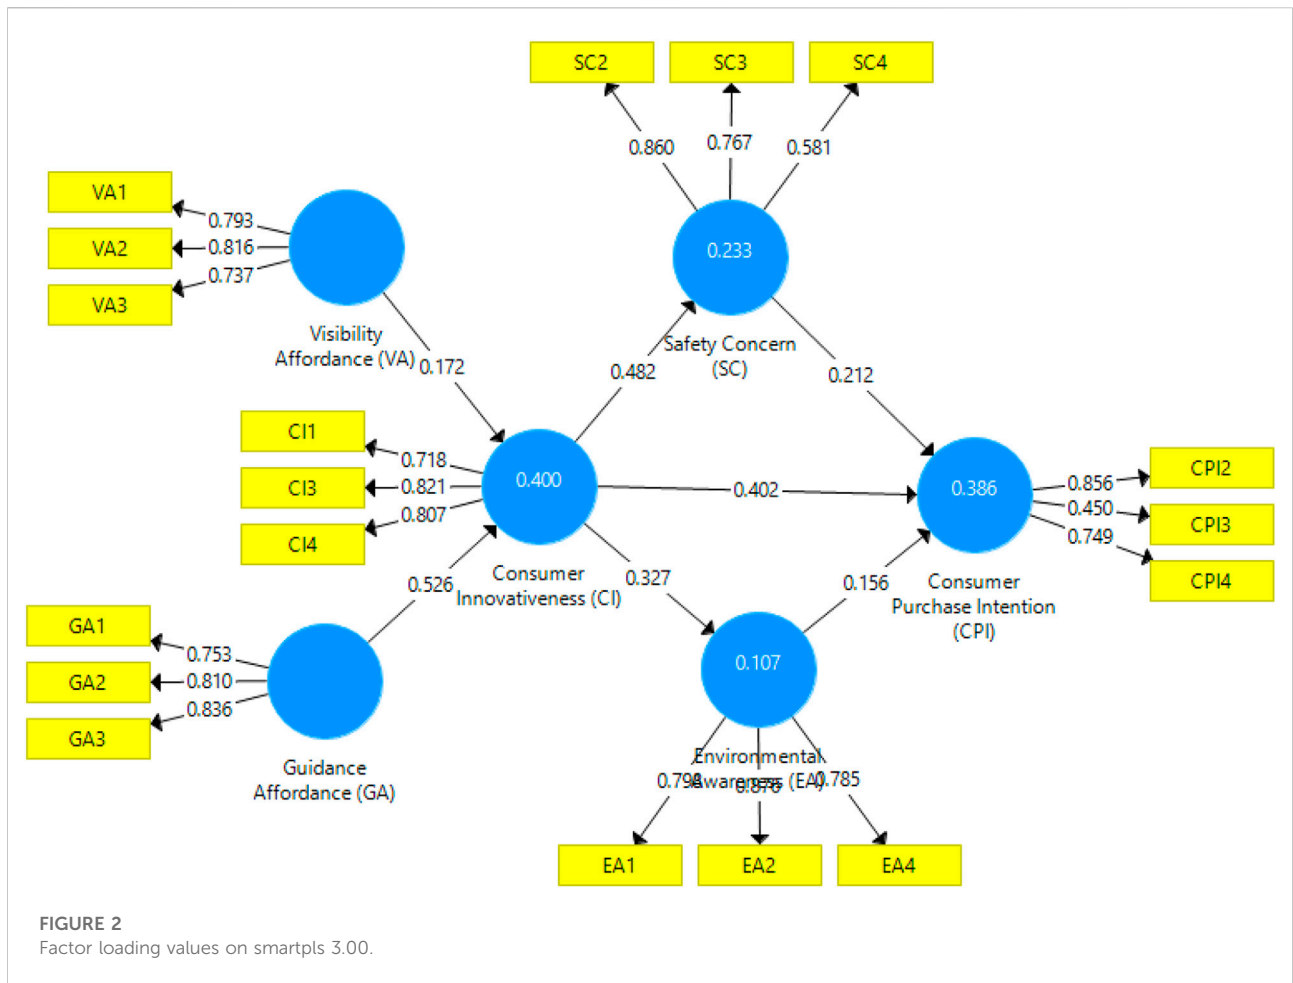 SC2
SC3
SC4
0.860
0.767
0.581
VA1
VA2
VA3
0.793
0.816
0.737
0.233
Visibility
Affordance (VA)
Safety Concern
(SC)
0.172
0.482
0.212
CI1
CI3
CI4
0.718
0.821
0.807
0.400
0.402
0.386
0.856
0.450
0.749
CPI2
CPI3
CPI4
0.526
Consumer
Innovativeness (CI)
0.327
0.156
Consumer
Purchase Intention
(CPI)
GA1
GA2
GA3
0.753
0.810
0.836
0.107
Guidance
Affordance (GA)
Environmental
Awareness (EA)
0.785
EA1
EA2
EA4
FIGURE 2
Factor loading values on smartpls 3.00.